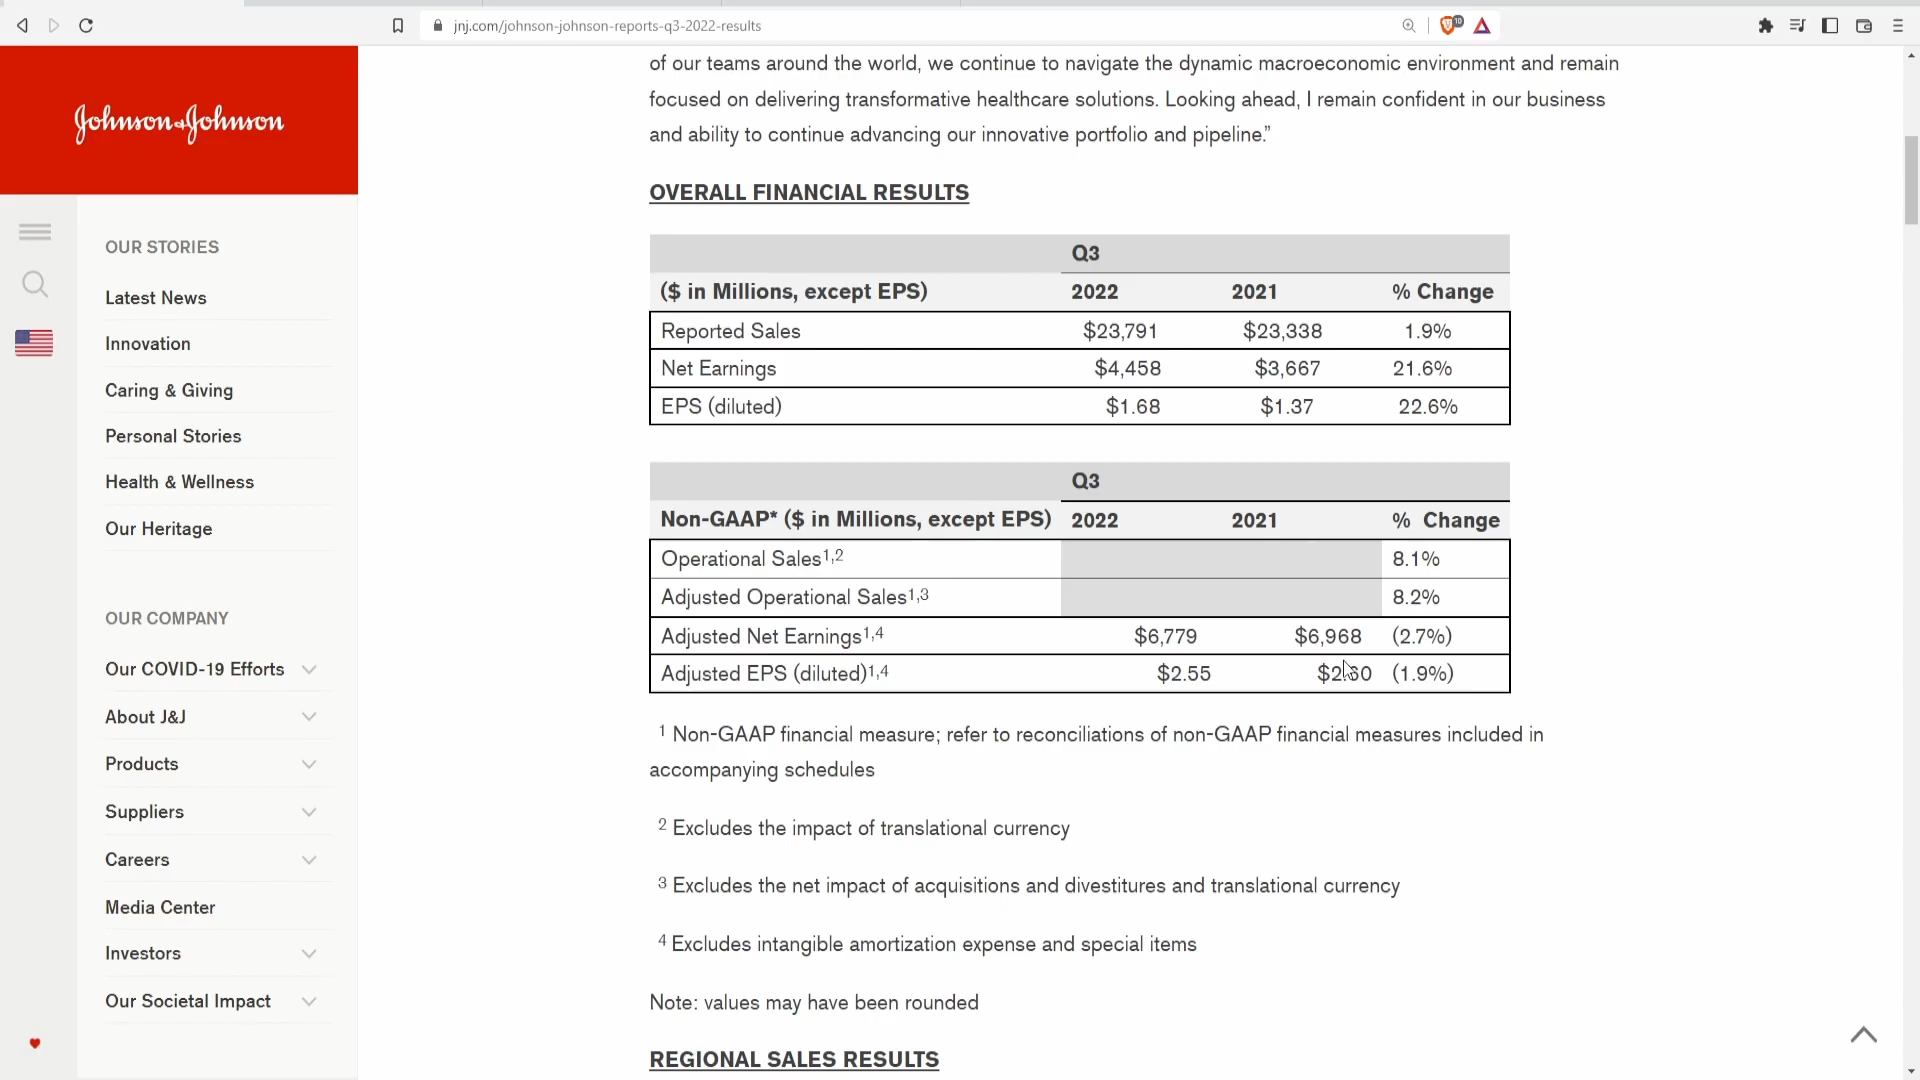 jnj.com/johnson-johnson-reports-q3-2022-results
10
Johnson & Johnson
OUR STORIES
Latest News
Innovation
Caring & Giving
Personal Stories
Health & Wellness
Our Heritage
OUR COMPANY
Our COVID-19 Efforts
About J&J
Products
Suppliers
Careers
Media Center
Investors
Our Societal Impact
of our teams around the world, we continue to navigate the dynamic macroeconomic environment and remain
focused on delivering transformative healthcare solutions. Looking ahead, I remain confident in our business
and ability to continue advancing our innovative portfolio and pipeline.”
OVERALL FINANCIAL RESULTS
Q3
($ in Millions, except EPS) 2022 2021 % Change
Reported Sales $23,791 $23,338 1.9%
Net Earnings $4,458 $3,667 21.6%
EPS (diluted) $1.68 $1.37 22.6%
Q3
Non-GAAP* ($ in Millions, except EPS) 2022 2021 % Change
Operational Sales1,2 8.1%
Adjusted Operational Sales1,3 8.2%
Adjusted Net Earnings1,4 $6,779 $6,968 (2.7%)
Adjusted EPS (diluted)1,4 $2.55 $2.60 (1.9%)
1 Non-GAAP financial measure; refer to reconciliations of non-GAAP financial measures included in
accompanying schedules
2 Excludes the impact of translational currency
3 Excludes the net impact of acquisitions and divestitures and translational currency
4 Excludes intangible amortization expense and special items
Note: values may have been rounded
REGIONAL SALES RESULTS